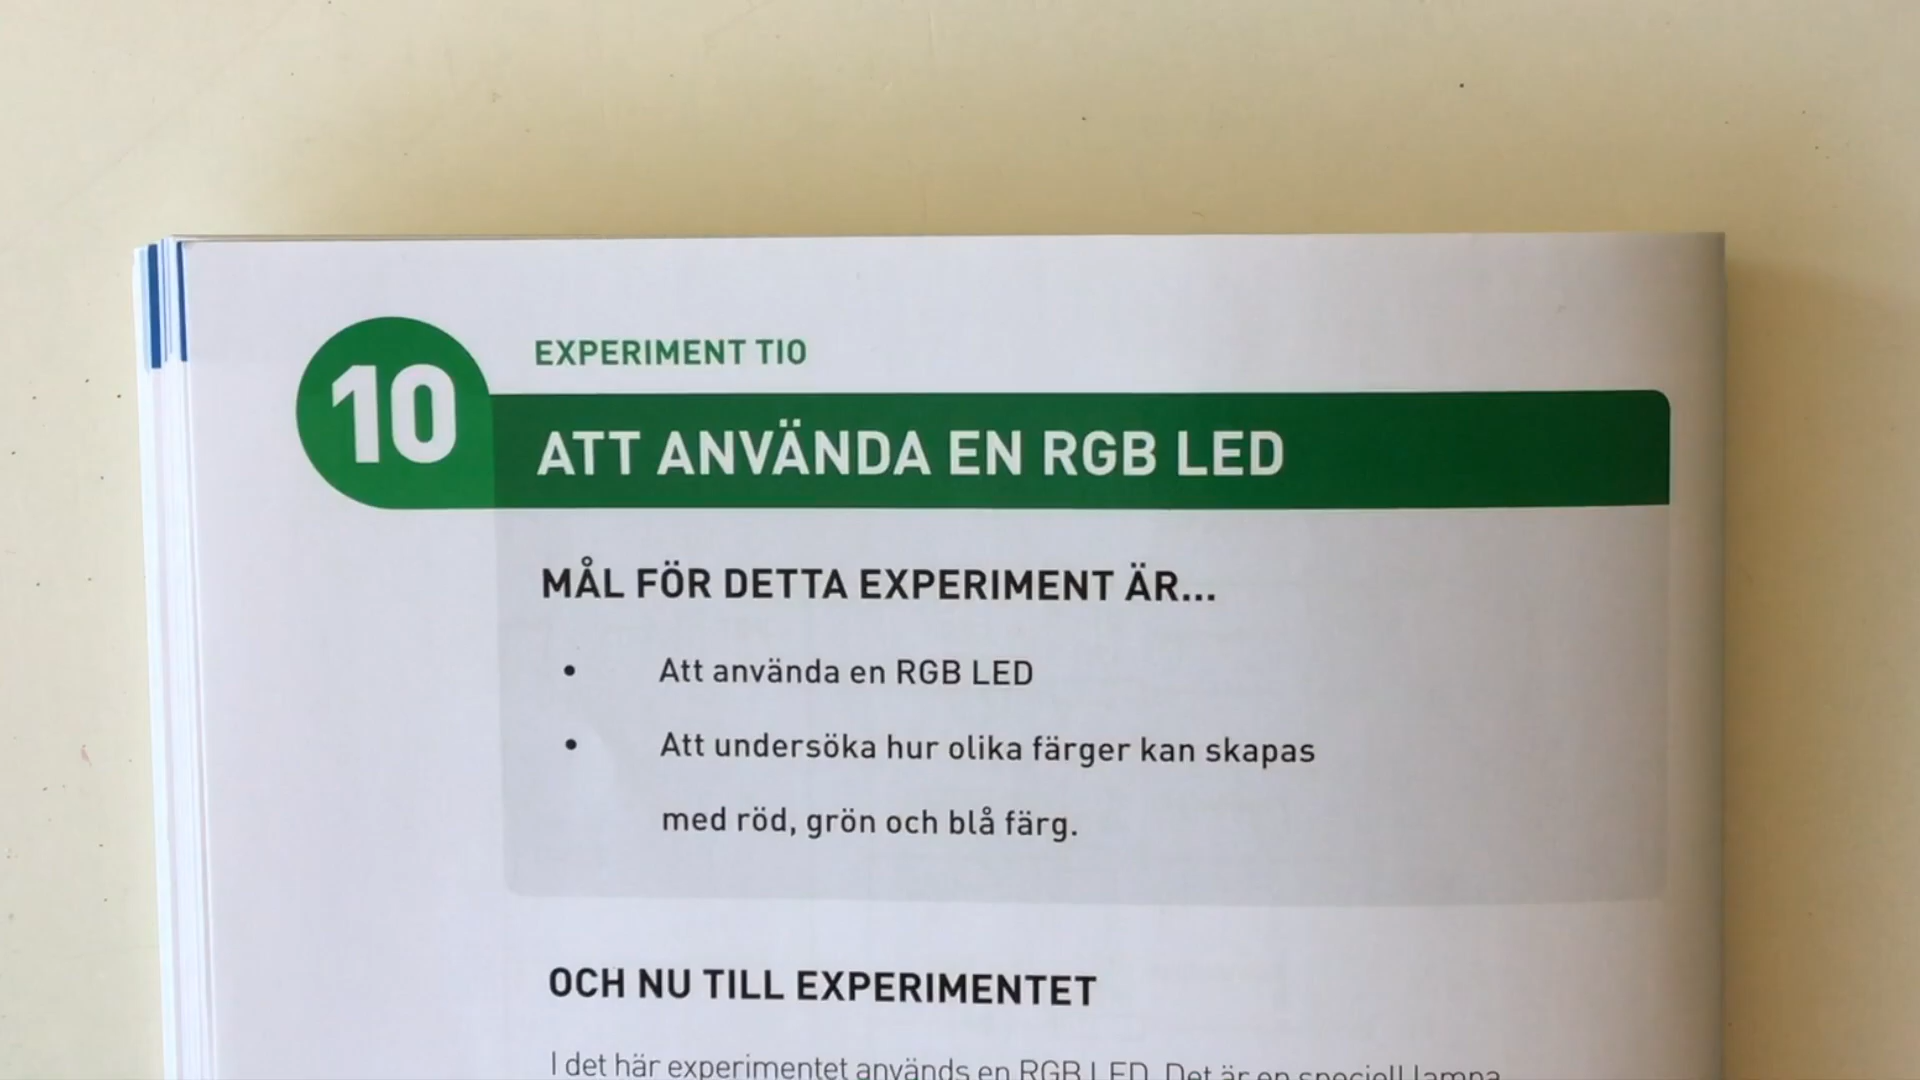 10
EXPERIMENT TIO
ATT ANVÄNDA EN RGB LED
MÅL FÖR DETTA EXPERIMENT ÄR...
• Att använda en RGB LED
• Att undersöka hur olika färger kan skapas
med röd, grön och blå färg.
OCH NU TILL EXPERIMENTET
I det här experimentet används en RGB LED. Det är en speciell lampa